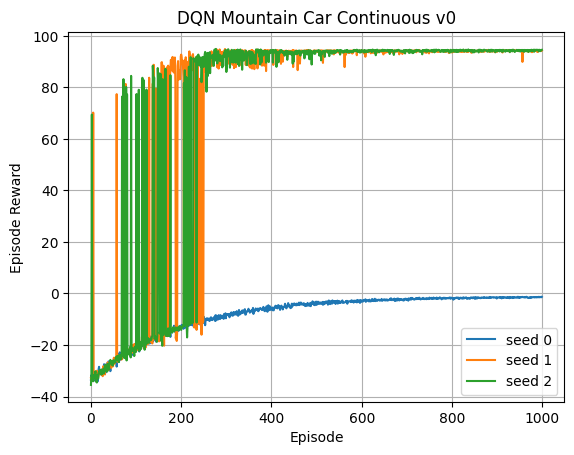 DQN Mountain Car Continuous v0
Episode Reward
100
80
60
40
20
0
−20
−40
0
200
400
600
800
1000
Episode
seed 0
seed 1
seed 2